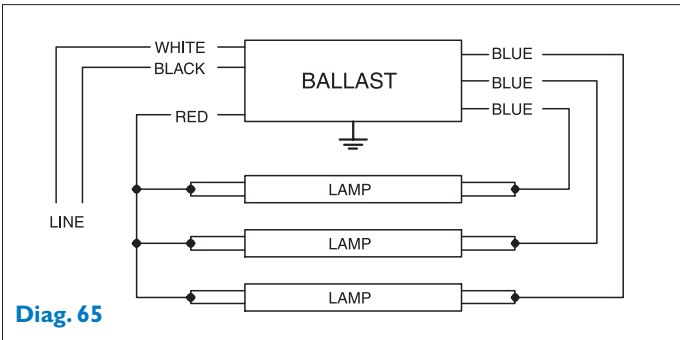 WHITE
BLACK
RED
BALLAST
BLUE
BLUE
BLUE
LAMP
LAMP
LAMP
LINE
Diag. 65